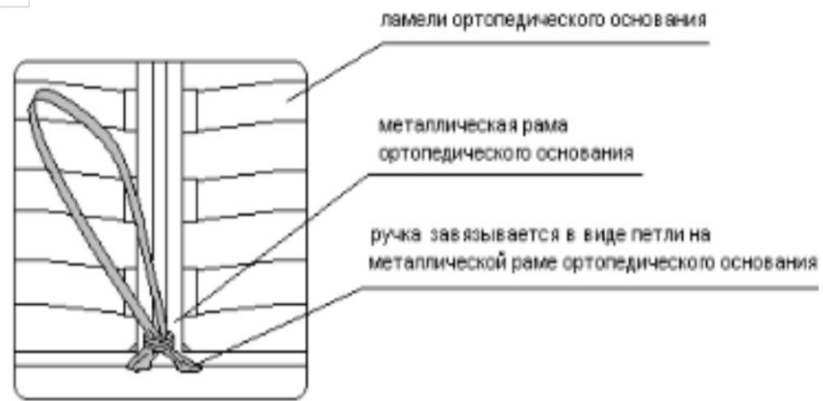 ламели ортопедического основания
металлическая рама
ортопедического основания
ручка завязывается в виде петли на
металлической раме ортопедического основания